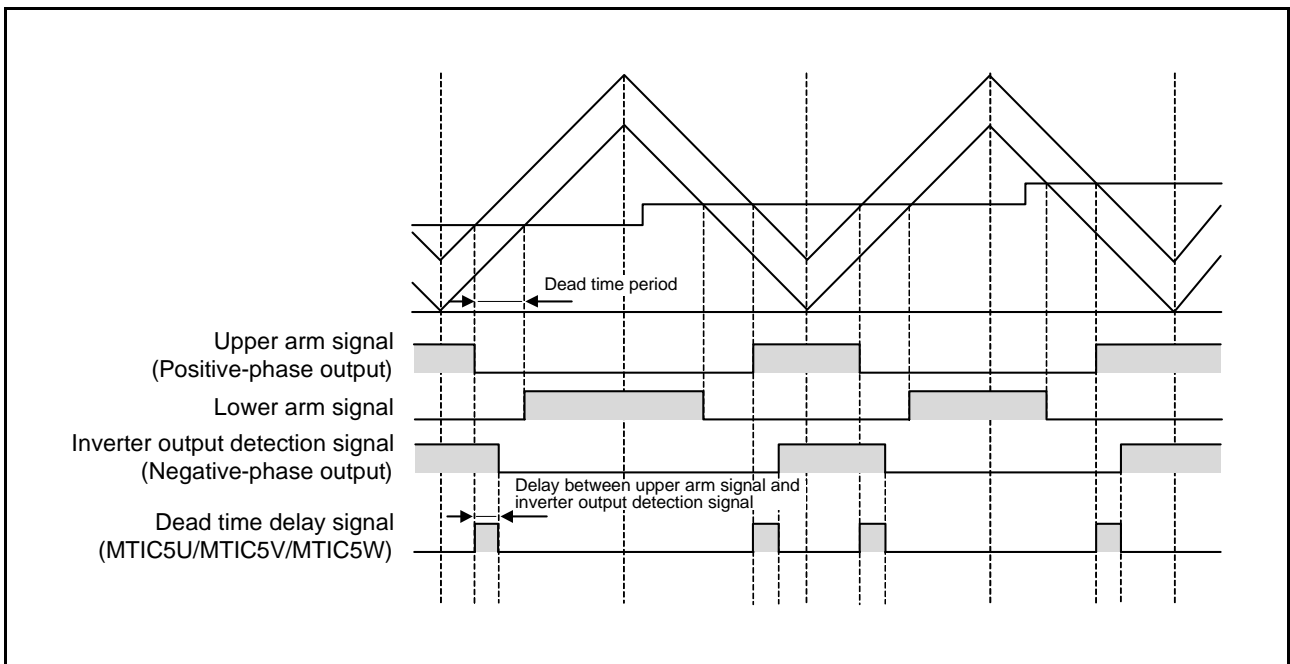 Dead time period
Upper arm signal
(Positive-phase output)
Lower arm signal
Inverter output detection signal
(Negative-phase output)
Delay between upper arm signal and
inverter output detection signal
Dead time delay signal
(MTIC5U/MTIC5V/MTIC5W)